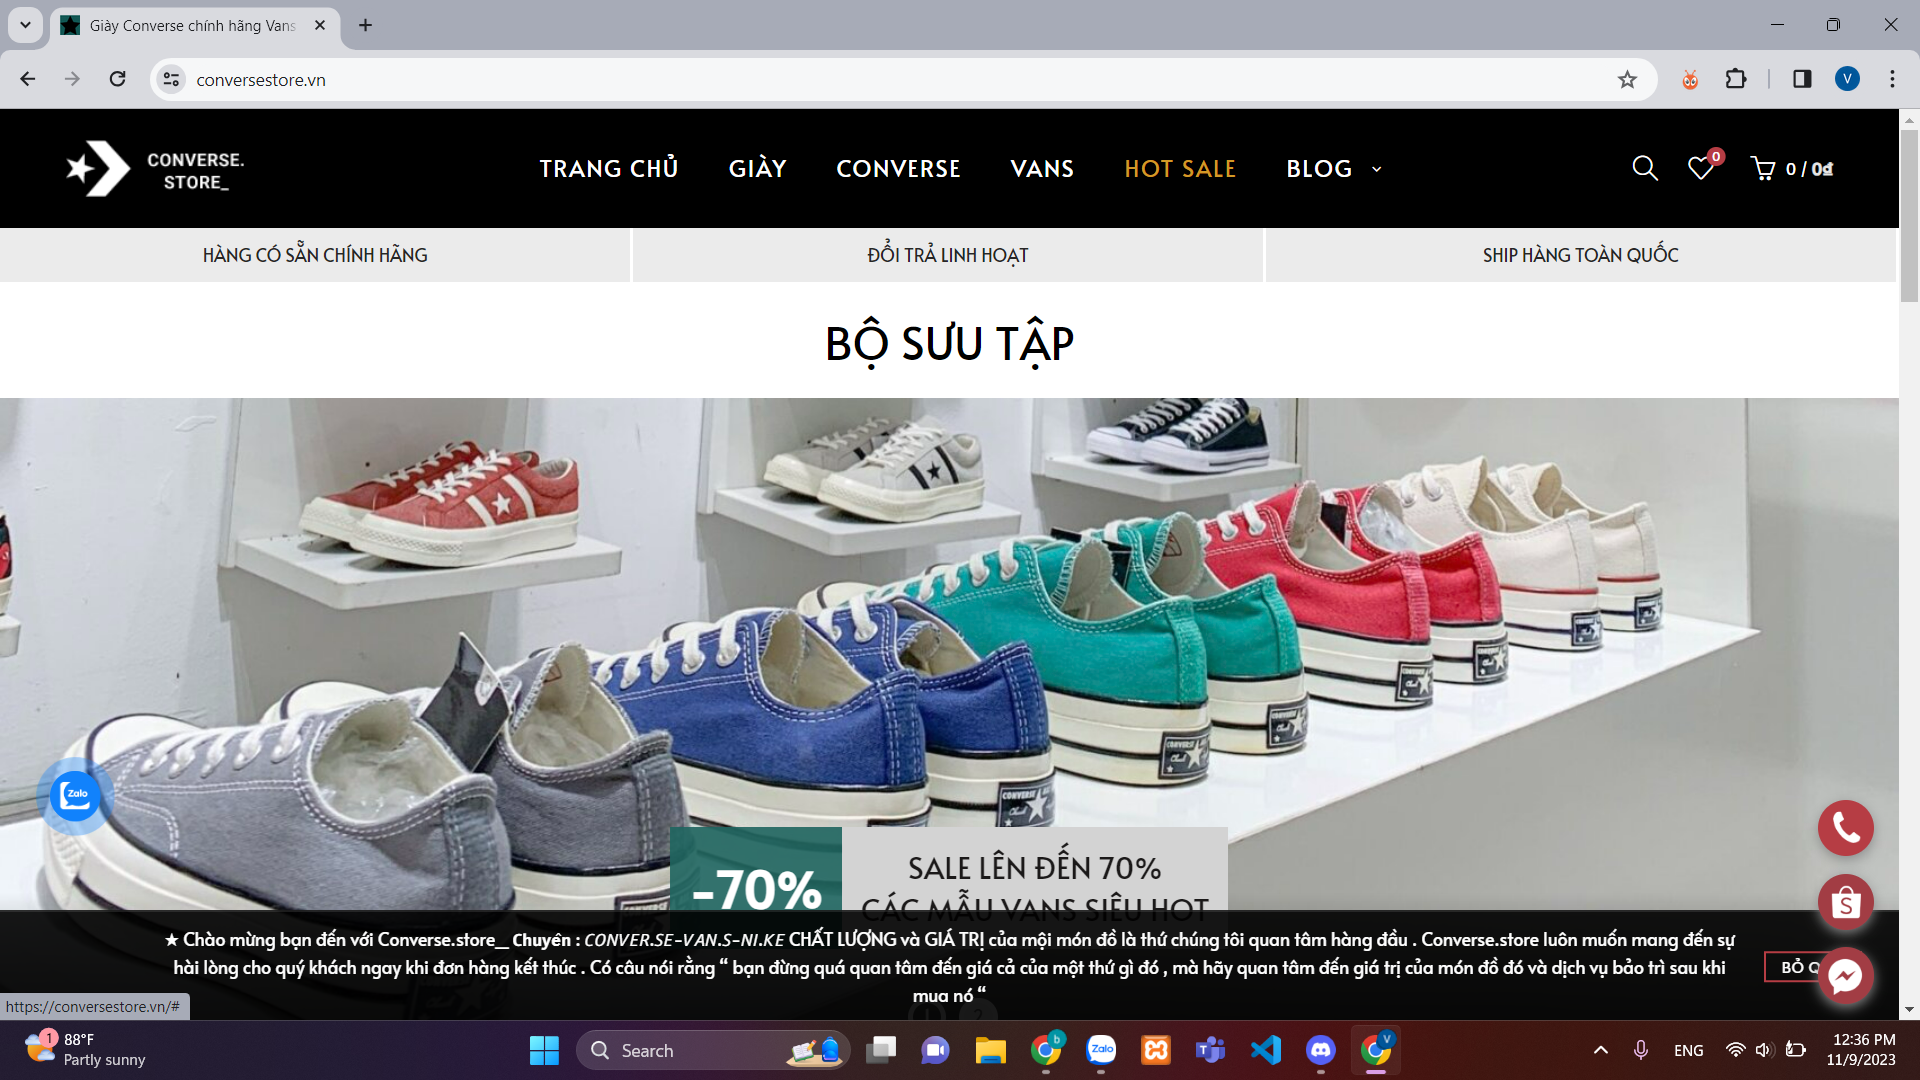 Giày Converse chính hãng Vans
conversestore.vn
V
CONVERSE.
STORE_
TRANG CHỦ
GIÀY
CONVERSE
VANS
HOT SALE
BLOG
0
0 / 0₫
HÀNG CÓ SẴN CHÍNH HÃNG
ĐỔI TRẢ LINH HOẠT
SHIP HÀNG TOÀN QUỐC
BỘ SƯU TẬP
CONVERSE
CONVERSE
Zalo
-70%
SALE LÊN ĐẾN 70%
CÁC MẪU VANS SIÊU HOT
★ Chào mừng bạn đến với Converse.store__ Chuyên : CONVER.SE-VAN.S-NI.KE CHẤT LƯỢNG và GIÁ TRỊ của mội món đồ là thứ chúng tôi quan tâm hàng đầu . Converse.store luôn muốn mang đến sự
hài lòng cho quý khách ngay khi đơn hàng kết thúc . Có câu nói rằng “ bạn đừng quá quan tâm đến giá cả của một thứ gì đó , mà hãy quan tâm đến giá trị của món đồ đó và dịch vụ bảo trì sau khi
mua nó “
BỎ Q
S
1
2
https://conversestore.vn/#
1
88°F
Partly sunny
Search
b
Zalo
T
V
ENG
12:36 PM
11/9/2023